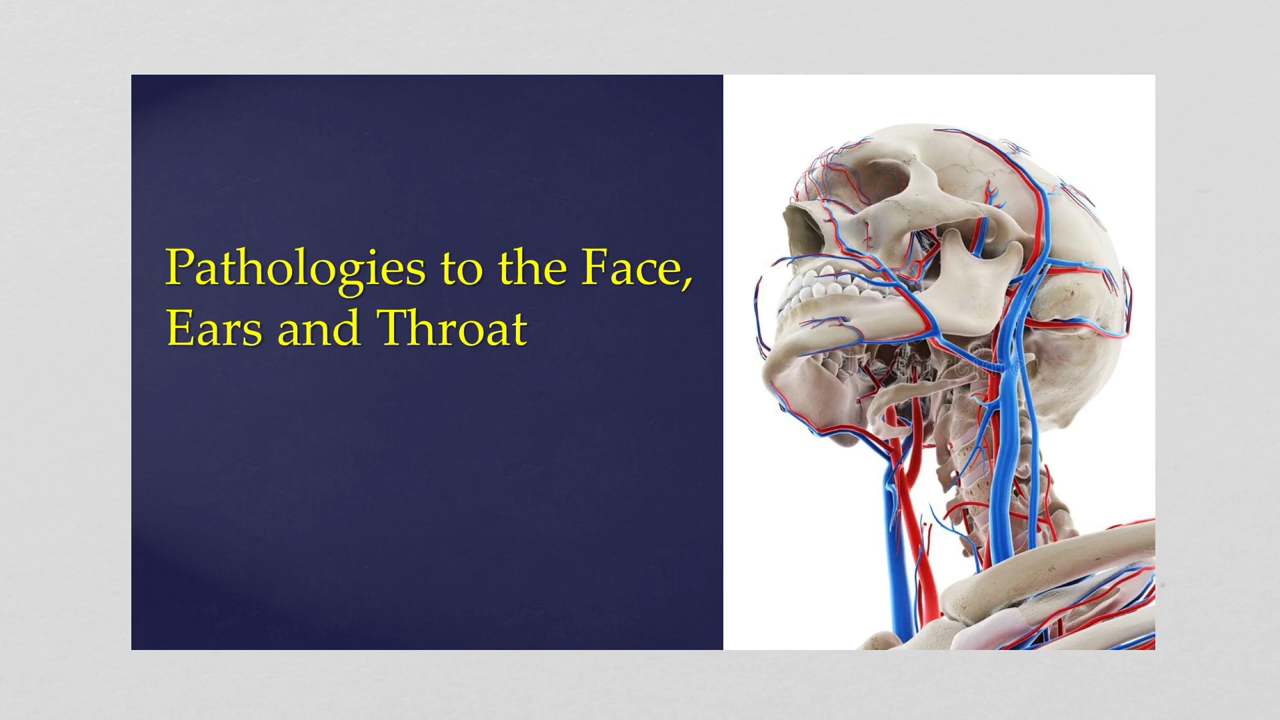 Pathologies to the Face,
Ears and Throat